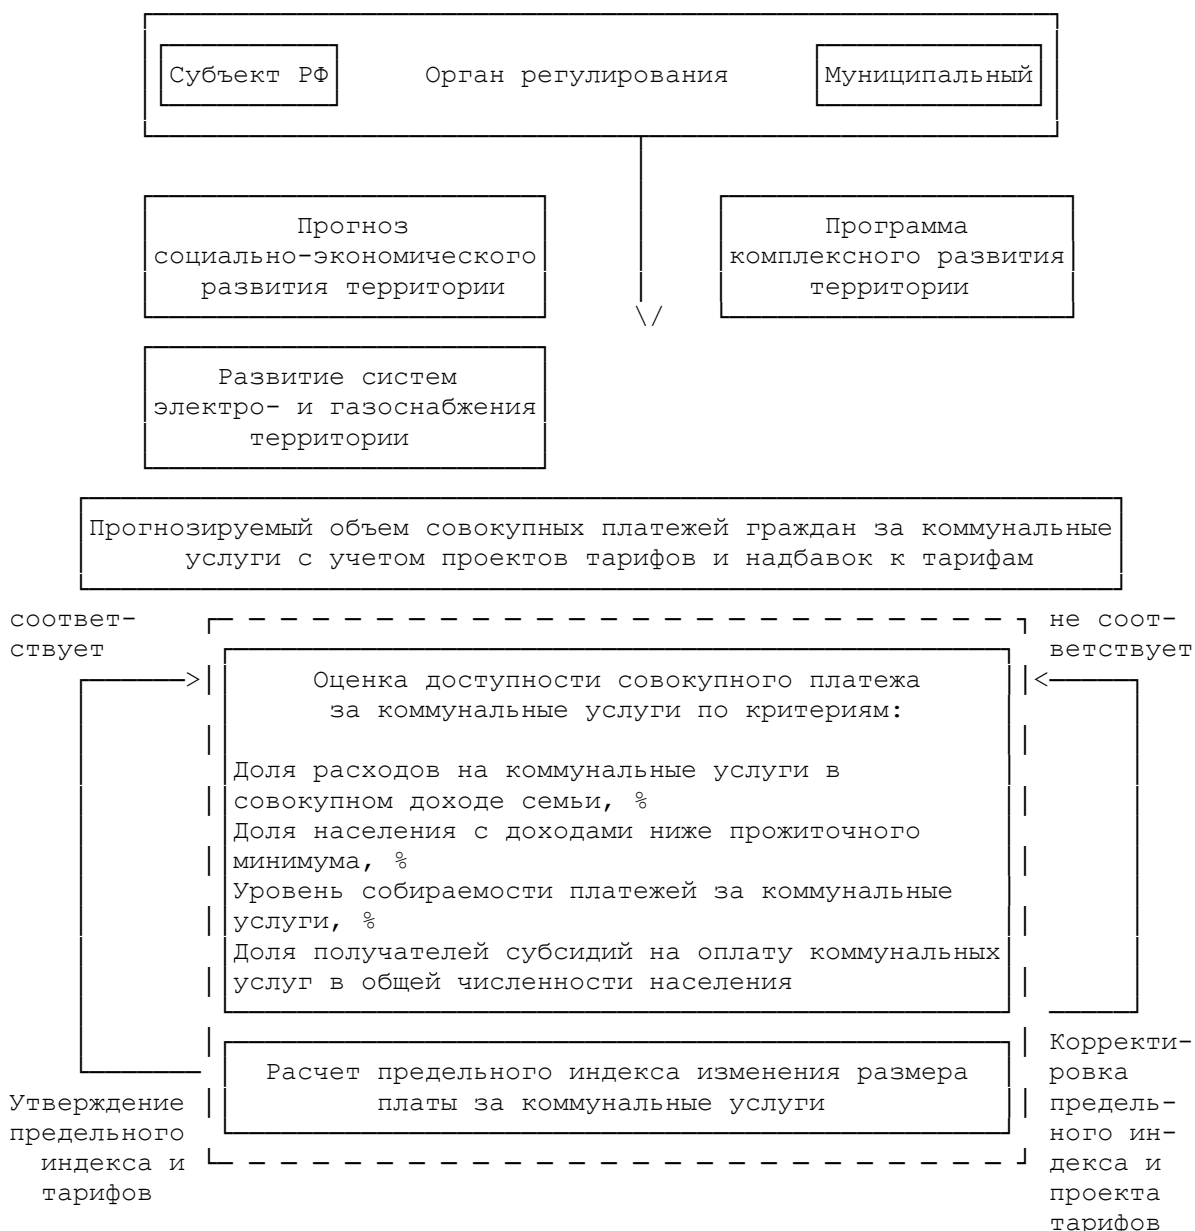 Субъект РФ Орган регулирования Муниципальный
Прогноз
социально-экономического
развития территории
Программа
комплексного развития
территории
Развитие систем
электро- и газоснабжения
территории
Прогнозируемый объем совокупных платежей граждан за коммунальные
услуги с учетом проектов тарифов и надбавок к тарифам
соответ-
ствует
не соот-
ветствует
Оценка доступности совокупного платежа
за коммунальные услуги по критериям:
Доля расходов на коммунальные услуги в
совокупном доходе семьи, %
Доля населения с доходами ниже прожиточного
минимума, %
Уровень собираемости платежей за коммунальные
услуги, %
Доля получателей субсидий на оплату коммунальных
услуг в общей численности населения
Расчет предельного индекса изменения размера
платы за коммунальные услуги
Утверждение
предельного
индекса и
тарифов
Корректи-
ровка
предель-
ного ин-
декса и
проекта
тарифов